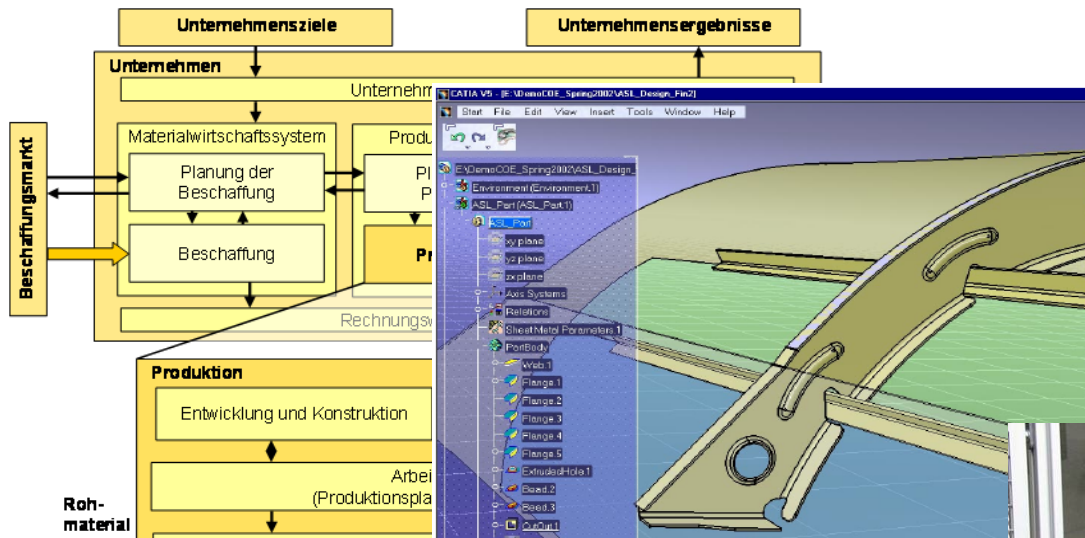 Unternehmensziele
Unternehmensergebnisse
Unternehmen
Unternehm
Materialwirtschaftssystem
Produ
Planung der
Beschaffung
Pl
P
Beschaffungsmarkt
Beschaffung
Pr
Rechnungsw
Produktion
Entwicklung und Konstruktion
Arbei
(Produktionspla
Roh-
material
CATIA V5 - [E:\DemoCOE_Spring2002\ASL_Design_Fin2]
Start File Edit View Insert Tools Window Help
E:\DemoCOE_Spring2002\ASL_Design_
Environment (Environment.1)
ASL_Part (ASL_Part.1)
ASL_Part
xy plane
yz plane
zx plane
Axis Systems
Relations
Sheet Metal Parameters.1
PartBody
Web.1
Flange.1
Flange.2
Flange.3
Flange.4
Flange.5
ExtrudedHole.1
Bead.2
Bead.3
CutOut.1